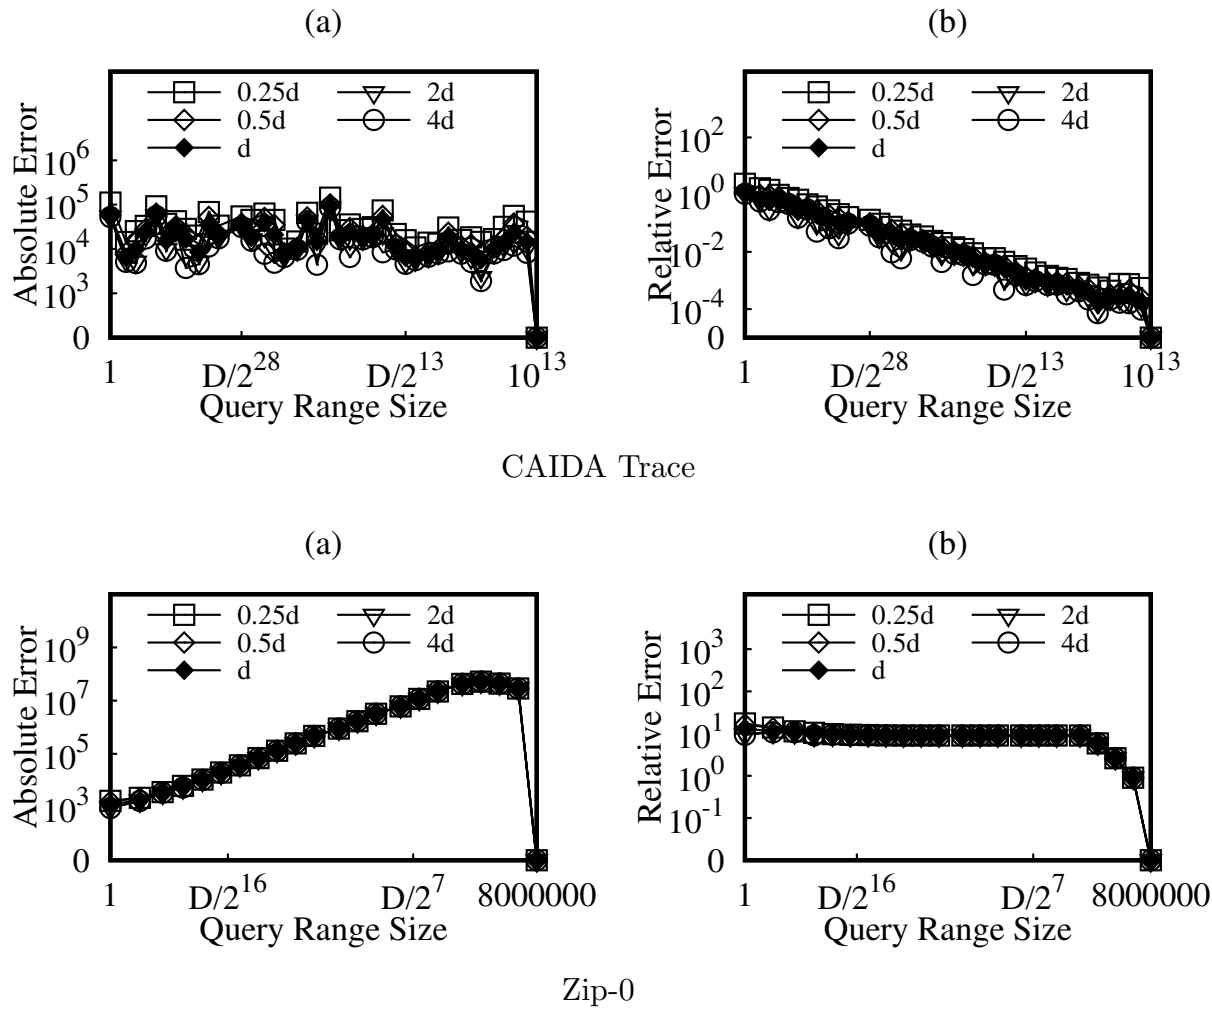 (a)
0.25d
0.5d
d
2d
4d
Absolute Error
10^6
10^5
10^4
10^3
0
1
D/2^28
D/2^13
10^13
Query Range Size
(b)
0.25d
0.5d
d
2d
4d
Relative Error
10^2
10^0
10^-2
10^-4
0
1
D/2^28
D/2^13
10^13
Query Range Size
CAIDA Trace
(a)
0.25d
0.5d
d
2d
4d
Absolute Error
10^9
10^7
10^5
10^3
0
1
D/2^16
D/2^7
8000000
Query Range Size
(b)
0.25d
0.5d
d
2d
4d
Relative Error
10^3
10^2
10^1
10^0
10^-1
0
1
D/2^16
D/2^7
8000000
Query Range Size
Zip-0